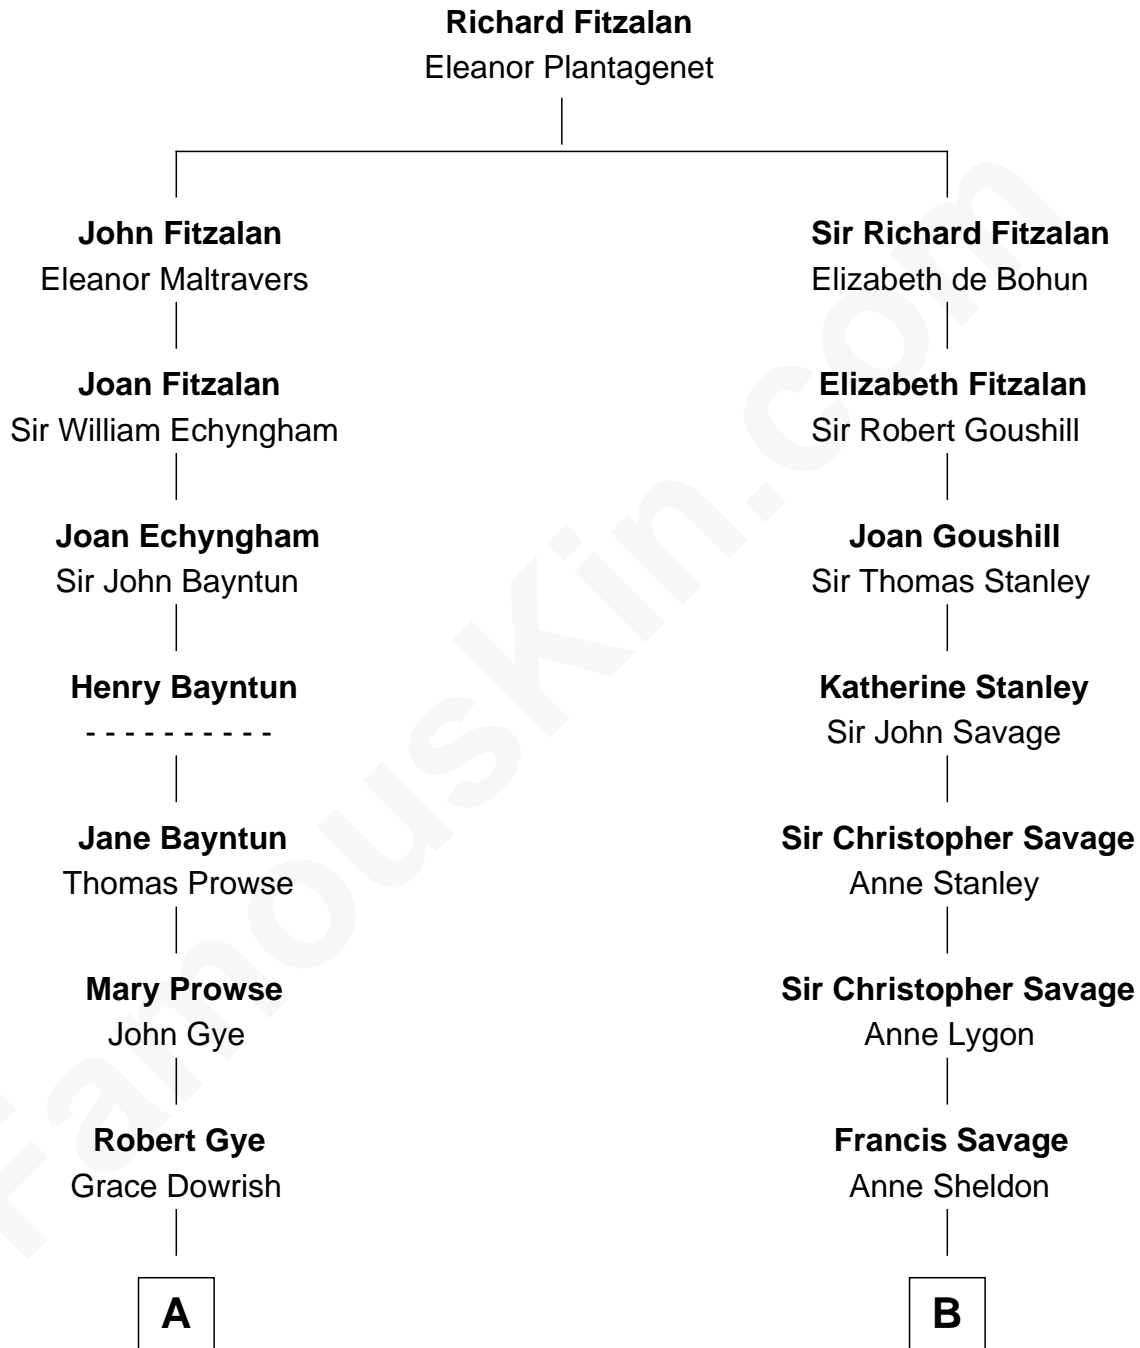 Richard Fitzalan
Eleanor Plantagenet
John Fitzalan
Eleanor Maltravers
Sir Richard Fitzalan
Elizabeth de Bohun
Joan Fitzalan
Sir William Echyngham
Elizabeth Fitzalan
Sir Robert Goushill
Joan Echyngham
Sir John Bayntun
Joan Goushill
Sir Thomas Stanley
Henry Bayntun
- - - - - - - - - -
Katherine Stanley
Sir John Savage
Jane Bayntun
Thomas Prowse
Sir Christopher Savage
Anne Stanley
Mary Prowse
John Gye
Sir Christopher Savage
Anne Lygon
Robert Gye
Grace Dowrish
Francis Savage
Anne Sheldon
A
B
FamousKin.com